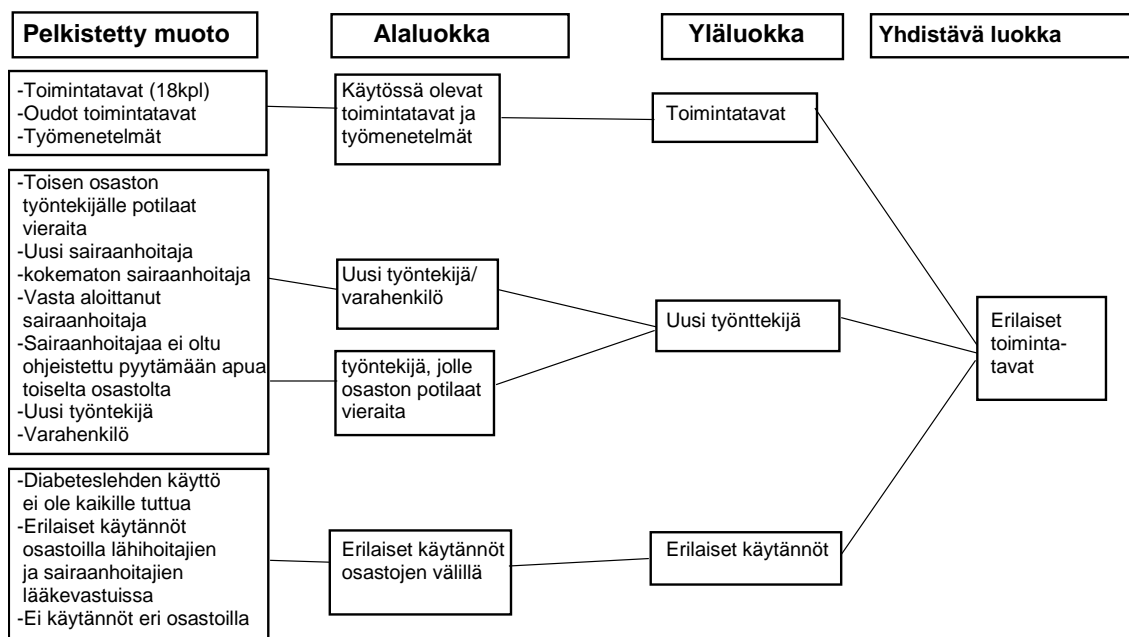 Pelkistetty muoto
Alaluokka
Yläluokka
Yhdistävä luokka
-Toimintatavat (18kpl)
-Oudot toimintatavat
-Työmenetelmät
Käytössä olevat
toimintatavat ja
työmenetelmät
Toimintatavat
-Toisen osaston
työntekijälle potilaat
vieraita
-Uusi sairaanhoitaja
-kokematon sairaanhoitaja
-Vasta aloittanut
sairaanhoitaja
-Sairaanhoitajaa ei oltu
ohjeistettu pyytämään apua
toiselta osastolta
-Uusi työntekijä
-Varahenkilö
Uusi työntekijä/
varahenkilö
työntekijä, jolle
osaston potilaat
vieraita
Uusi työnttekijä
Erilaiset
toiminta-
tavat
-Diabeteslehden käyttö
ei ole kaikille tuttua
-Erilaiset käytännöt
osastoilla lähihoitajien
ja sairaanhoitajien
lääkevastuissa
-Ei käytännöt eri osastoilla
Erilaiset käytännöt
osastojen välillä
Erilaiset käytännöt